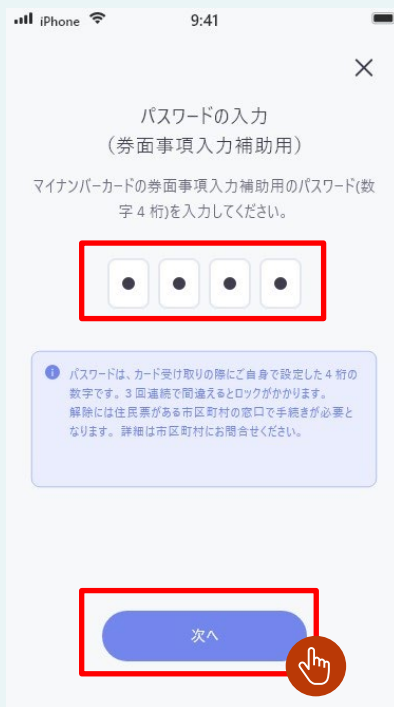 iPhone 9:41
パスワードの入力
（券面事項入力補助用）
マイナンバーカードの券面事項入力補助用のパスワード(数
字４桁)を入力してください。
パスワードは、カード受け取りの際にご自身で設定した４桁の
数字です。３回連続で間違えるとロックがかかります。
解除には住民票がある市区町村の窓口で手続きが必要と
なります。詳細は市区町村にお問合せください。
次へ